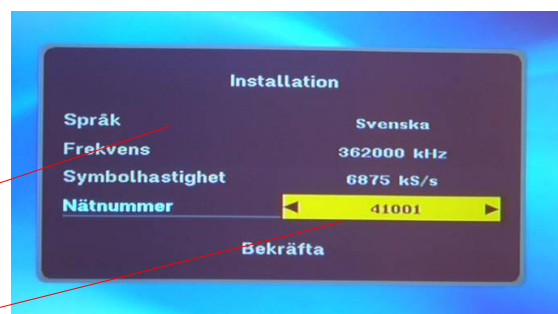 Installation
Språk Svenska
Frekvens 362000 kHz
Symbolhastighet 6875 kS/s
Nätnummer 41001
Bekräfta